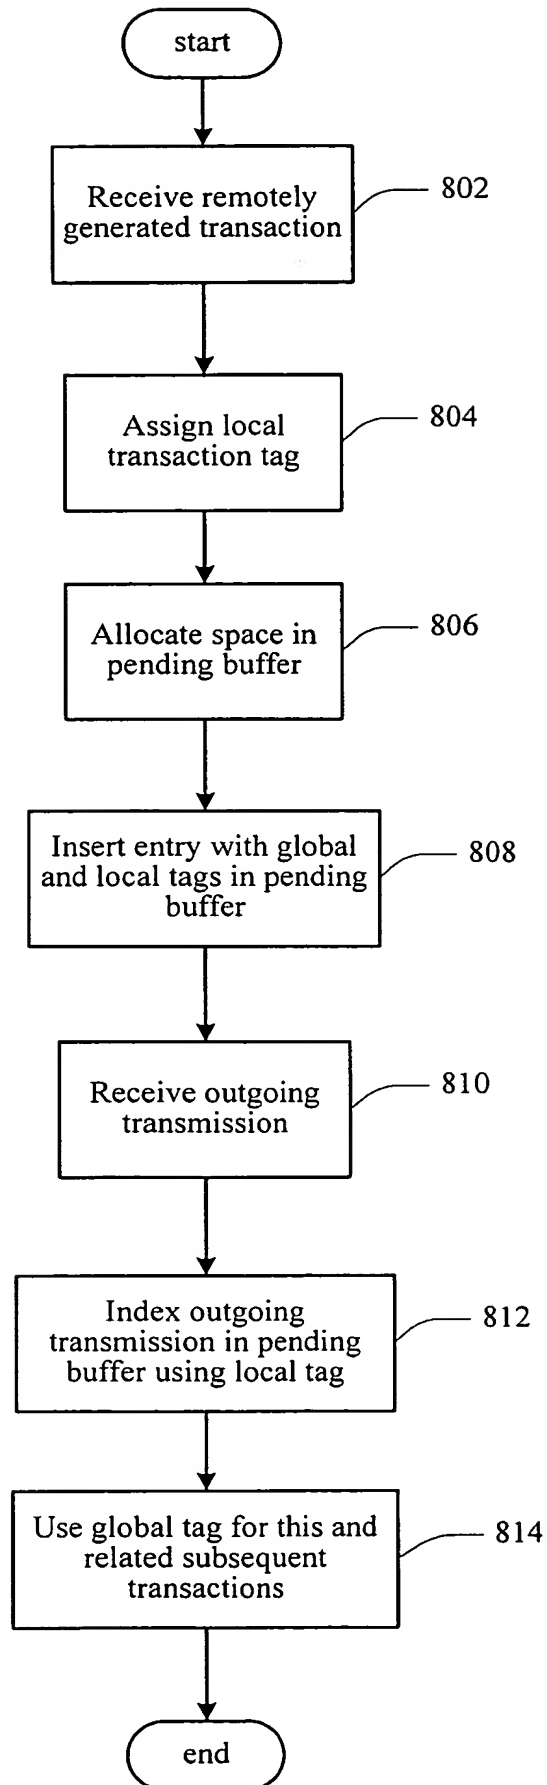 start
Receive remotely
generated transaction
802
Assign local
transaction tag
804
Allocate space in
pending buffer
806
Insert entry with global
and local tags in pending
buffer
808
Receive outgoing
transmission
810
Index outgoing
transmission in pending
buffer using local tag
812
Use global tag for this and
related subsequent
transactions
814
end